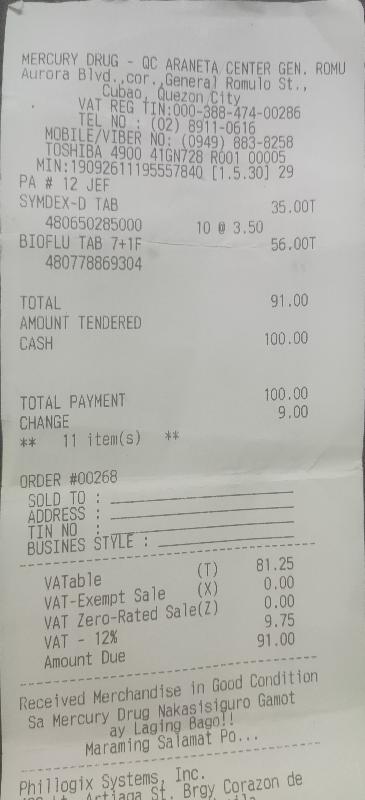 MERCURY DRUG - QC ARANETA CENTER GEN. ROMU
Aurora Blvd.,cor.,General Romulo St.,
Cubao, Quezon City
VAT REG TIN:000-388-474-00286
TEL NO : (02) 8911-0616
MOBILE/VIBER NO: (0949) 883-8258
TOSHIBA 4900 41GN728 R001 00005
MIN:19092611195557840 [1.5.30] 29
PA # 12 JEF
SYMDEX-D TAB 35.00T
480650285000 10 @ 3.50
BIOFLU TAB 7+1F 56.00T
480778869304
TOTAL 91.00
AMOUNT TENDERED
CASH 100.00
TOTAL PAYMENT 100.00
CHANGE 9.00
** 11 item(s) **
ORDER #00268
SOLD TO :
ADDRESS :
TIN NO :
BUSINES STYLE :
VATable (T) 81.25
VAT-Exempt Sale (X) 0.00
VAT Zero-Rated Sale(Z) 0.00
VAT - 12% 9.75
Amount Due 91.00
Received Merchandise in Good Condition
Sa Mercury Drug Nakasisiguro Gamot
ay Laging Bago!!
Maraming Salamat Po...
Phillogix Systems, Inc.
St. Brgy Corazon de